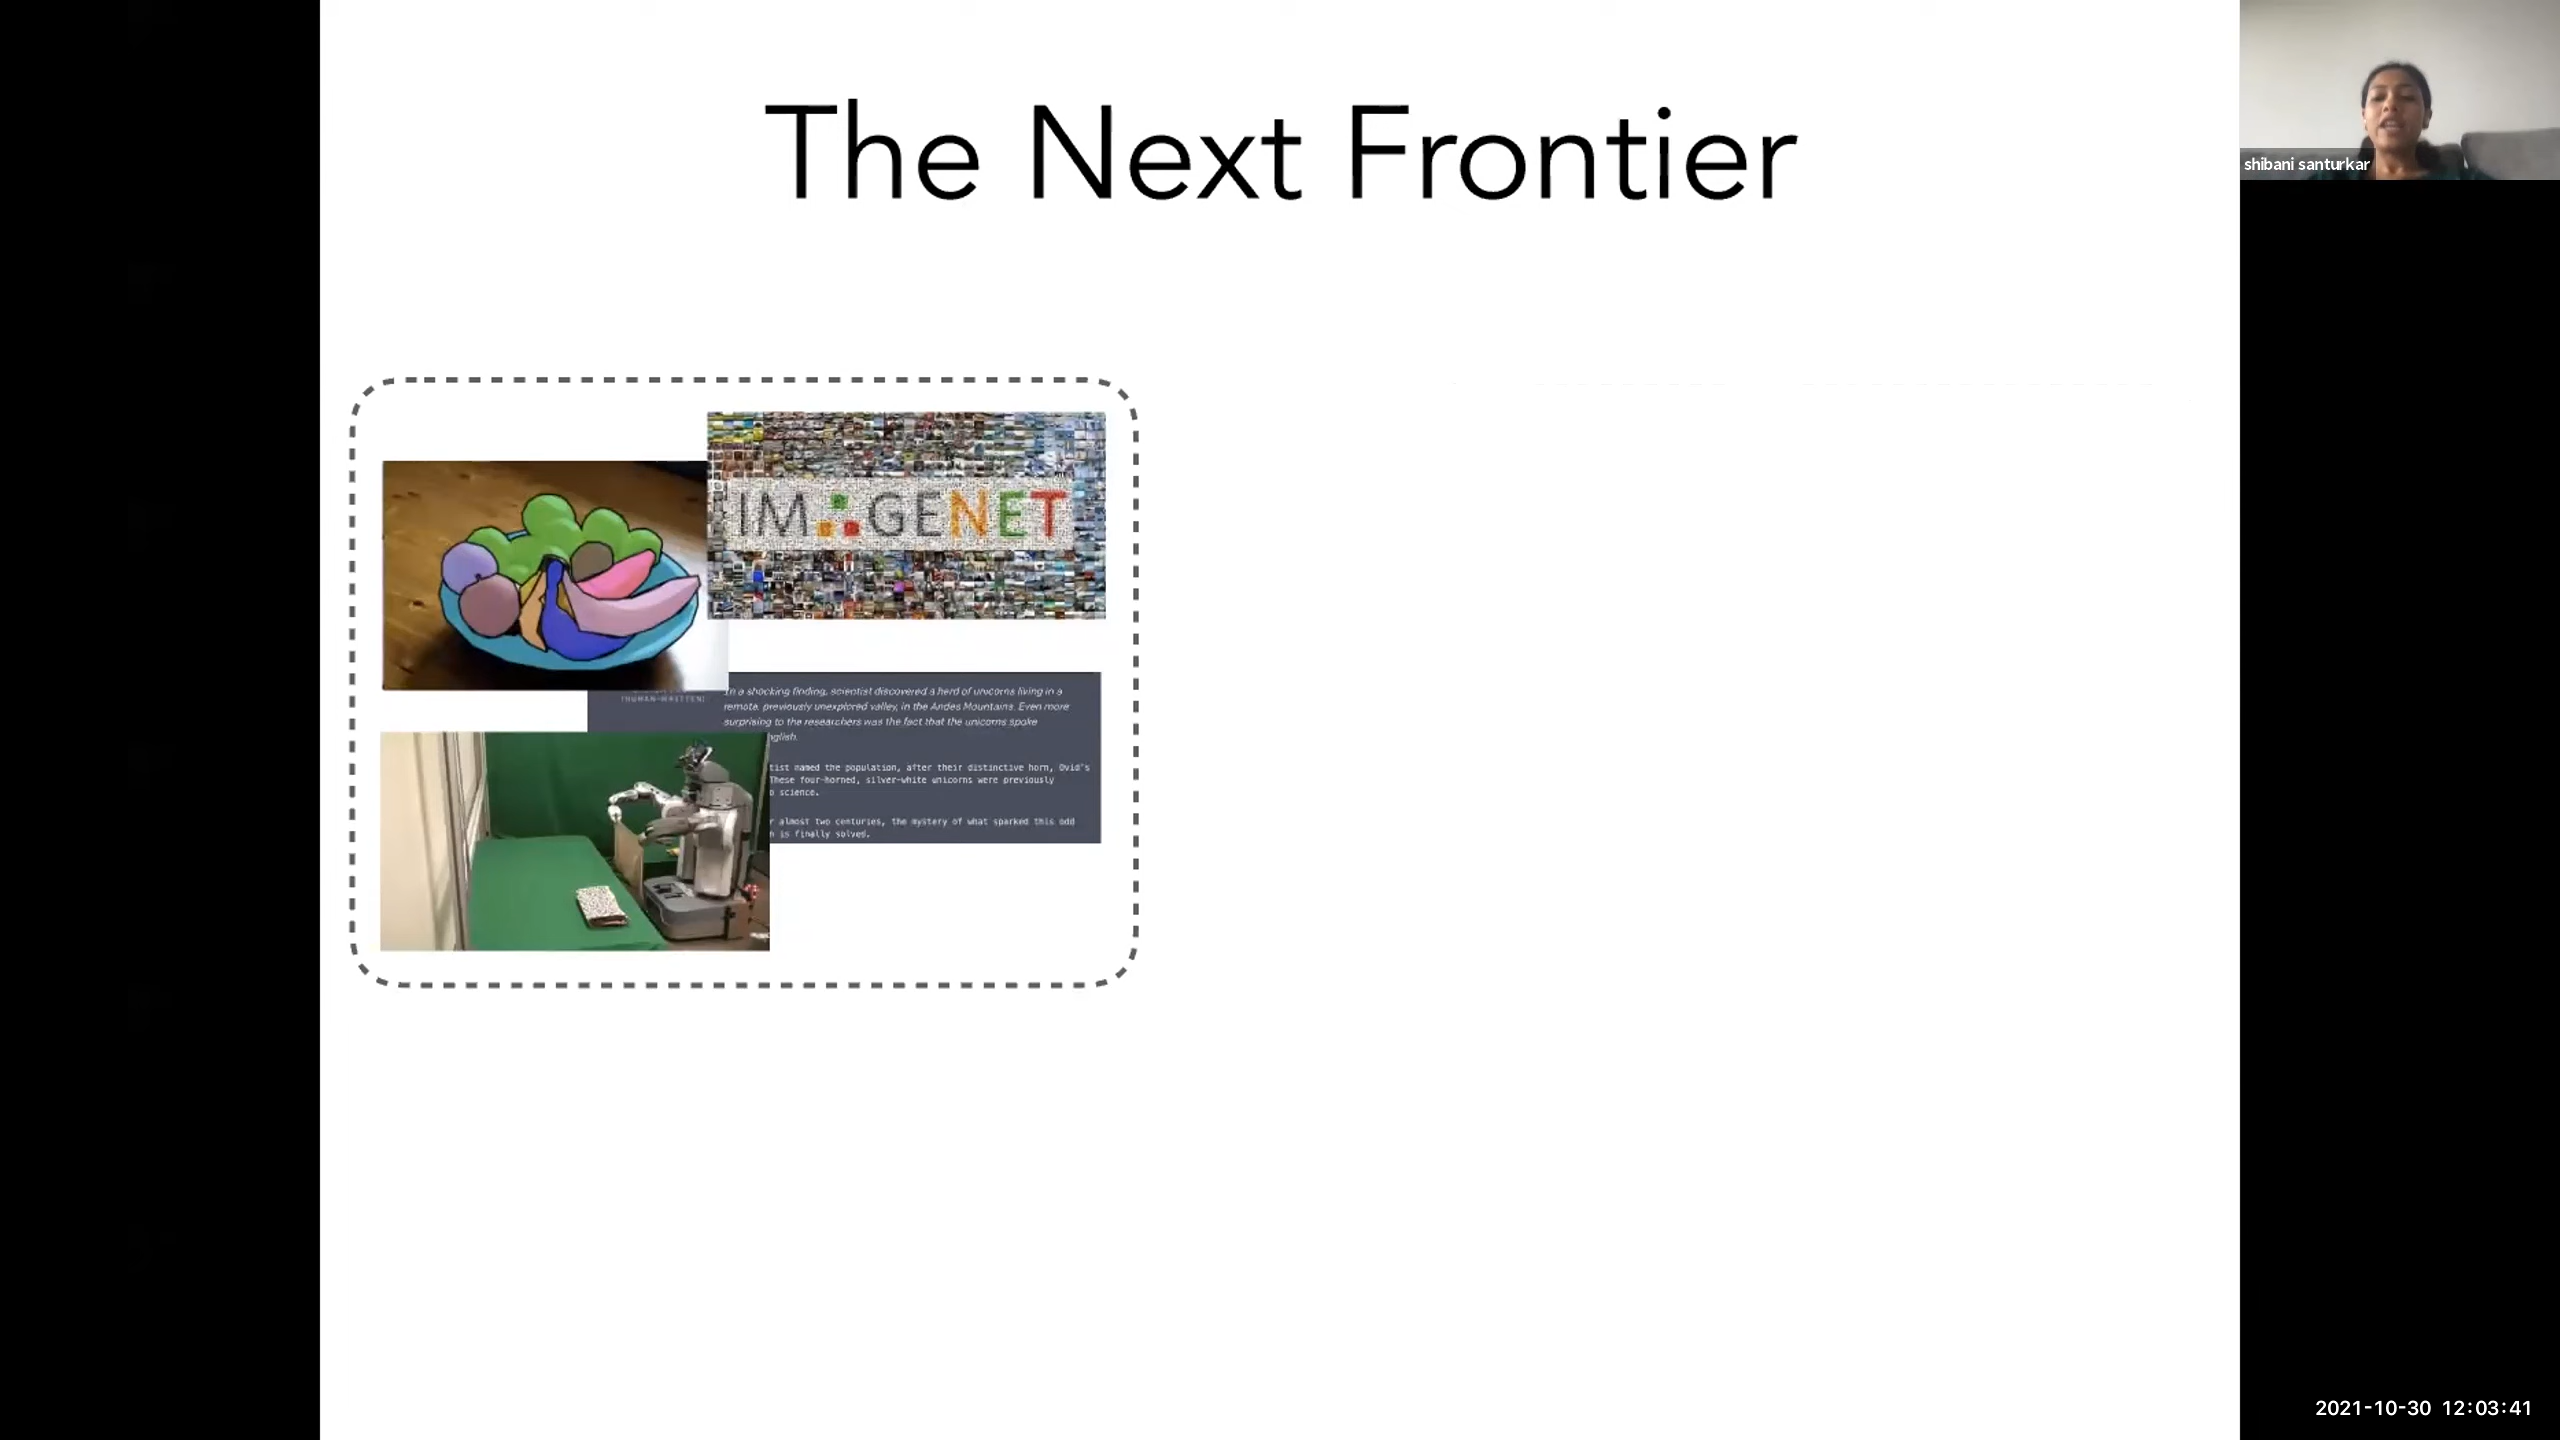 The Next Frontier
shibani santurkar
IM GENET
(HUMAN-WRITTEN)
In a shocking finding, scientist discovered a herd of unicorns living in a
remote, previously unexplored valley, in the Andes Mountains. Even more
surprising to the researchers was the fact that the unicorns spoke
nglish.
tist named the population, after their distinctive horn, Ovid's
These four-horned, silver-white unicorns were previously
o science.
r almost two centuries, the mystery of what sparked this odd
n is finally solved.
2021-10-30 12:03:41